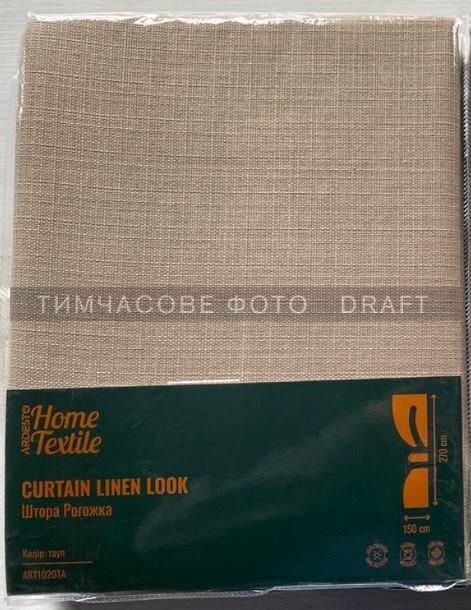 ТИМЧАСОВЕ ФОТО DRAFT
ARDESTO
Home
Textile
CURTAIN LINEN LOOK
Штора Рогожка
270 cm
150 cm
Колір: тауп
ART1020TA